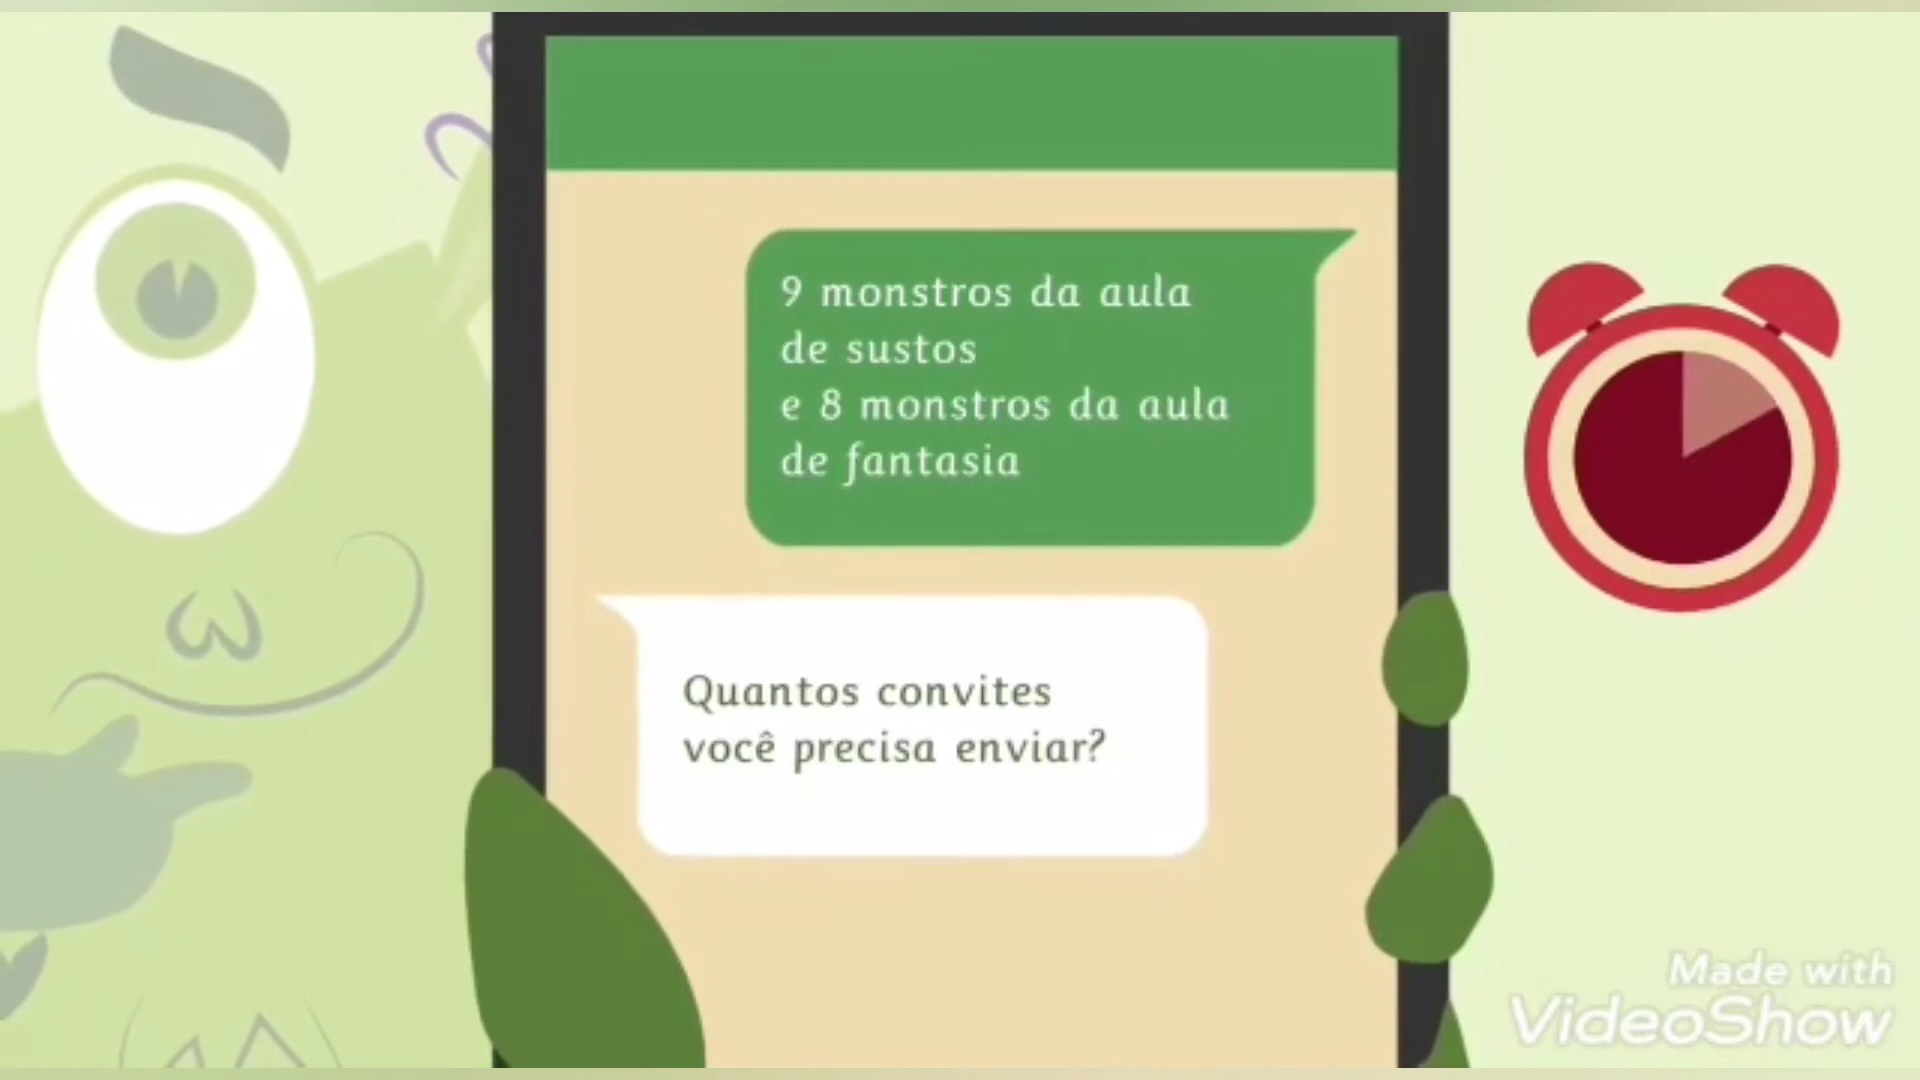 9 monstros da aula
de sustos
e 8 monstros da aula
de fantasia
Quantos convites
você precisa enviar?
Made with
VideoShow